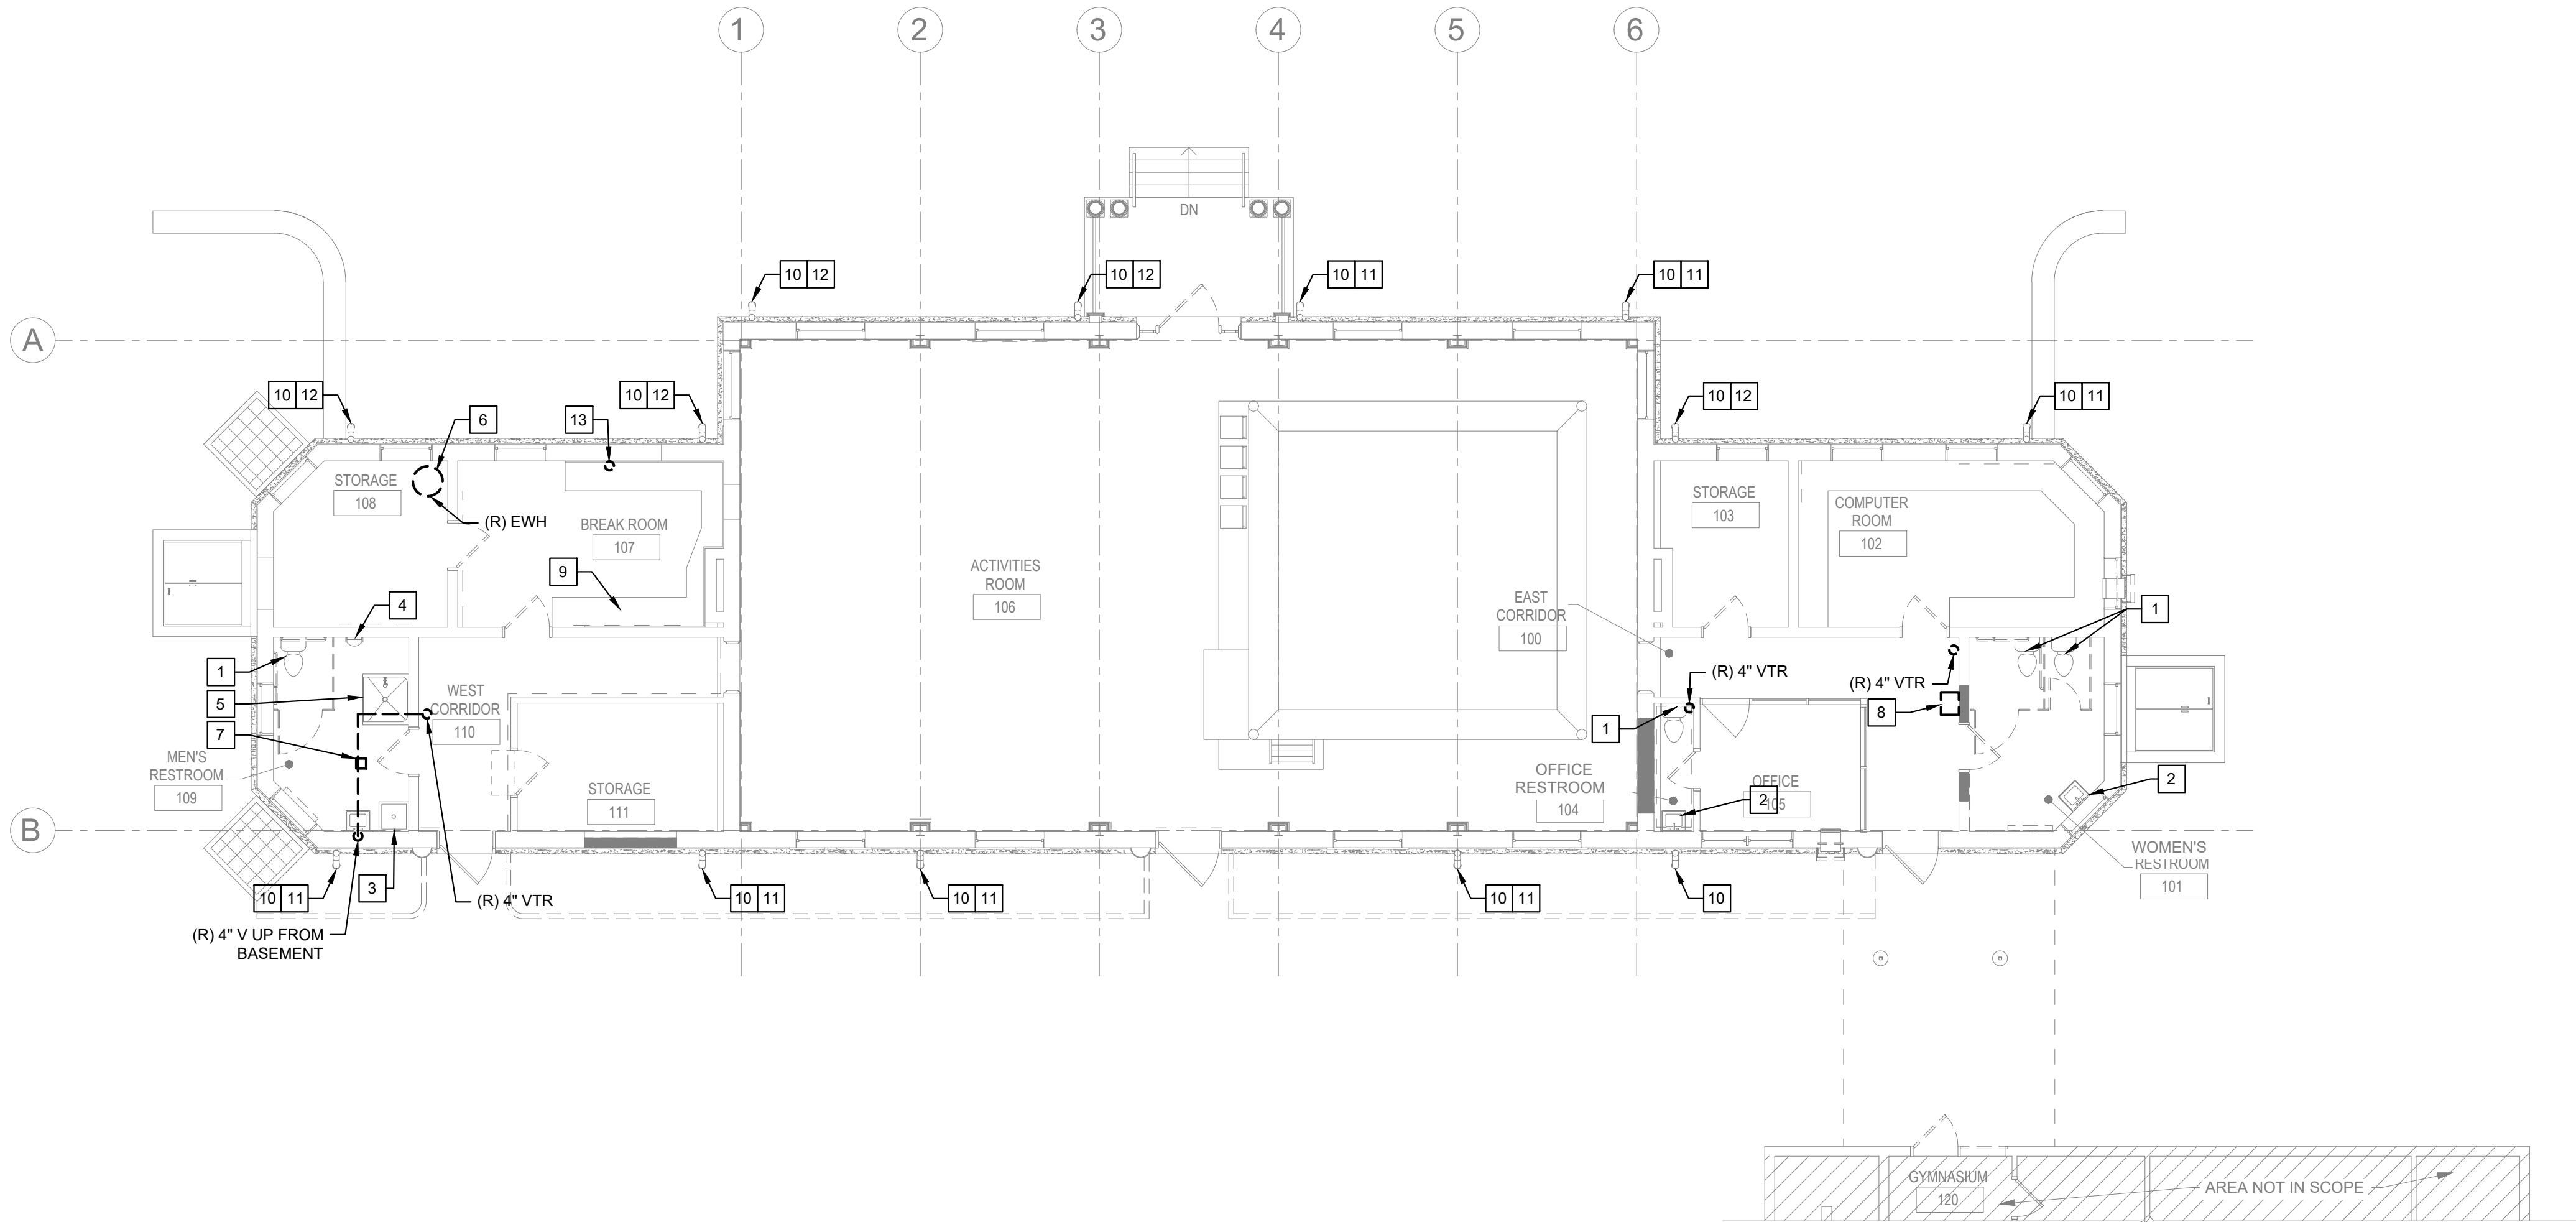 1 2 3 4 5 6
DN
10 12
10 12
10 11
10 11
A
10 12
10 12
10 12
10 11
6
13
STORAGE
108
(R) EWH
BREAK ROOM
107
STORAGE
103
COMPUTER
ROOM
102
9
ACTIVITIES
ROOM
106
4
EAST
CORRIDOR
100
1
1
5
WEST
CORRIDOR
110
(R) 4" VTR
(R) 4" VTR
8
1
7
MEN'S
RESTROOM
109
STORAGE
111
OFFICE
RESTROOM
104
OFFICE
105
2
2
B
WOMEN'S
RESTROOM
101
3
10 11
(R) 4" VTR
10 11
10 11
10 11
10
(R) 4" V UP FROM
BASEMENT
GYMNASIUM
120
AREA NOT IN SCOPE